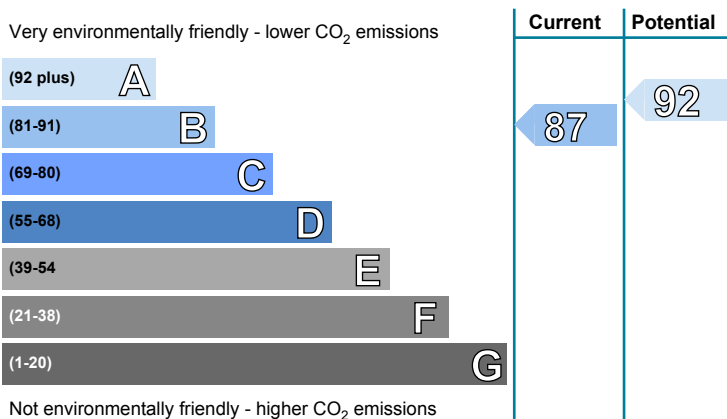 Very environmentally friendly - lower CO2 emissions
Current
Potential
(92 plus) A
(81-91) B
(69-80) C
(55-68) D
(39-54 E
(21-38) F
(1-20) G
87
92
Not environmentally friendly - higher CO2 emissions